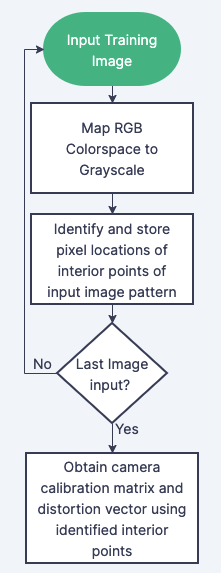 Input Training
Image
Map RGB
Colorspace to
Grayscale
Identify and store
pixel locations of
interior points of
input image pattern
Last Image
input?
No
Yes
Obtain camera
calibration matrix and
distortion vector using
identified interior
points